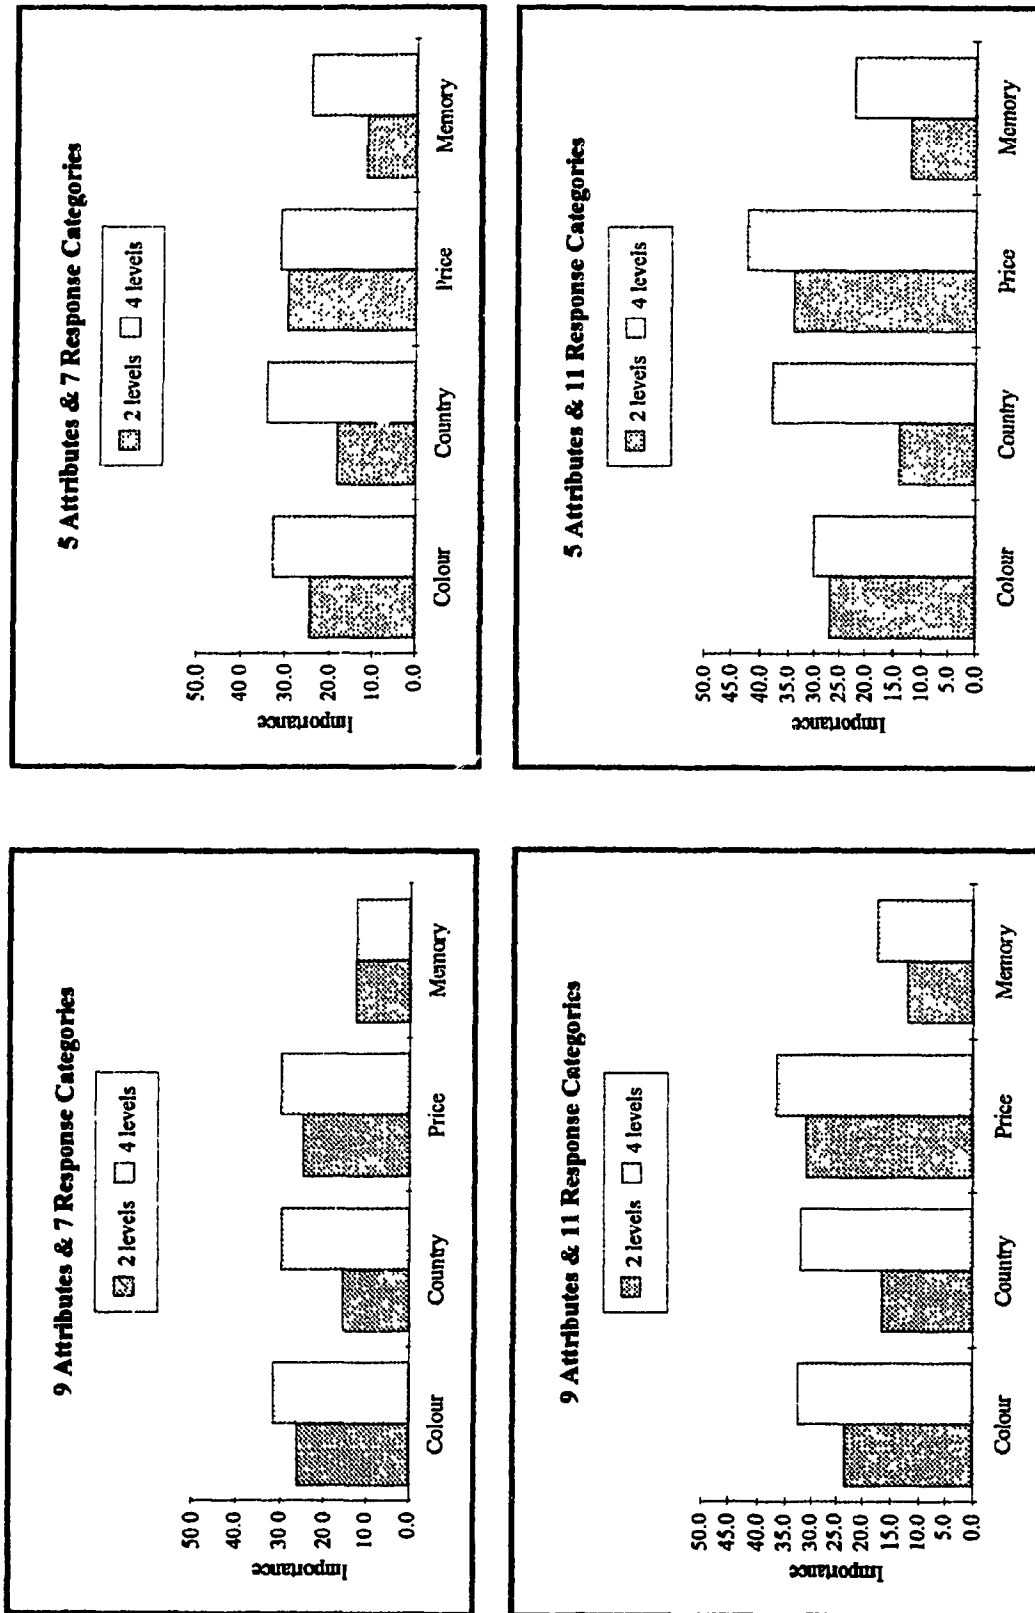 9 Attributes & 7 Response Categories
2 levels 4 levels
Importance
50 0
40.0
30.0
20.0
10.0
0.0
Colour Country Price Memory
5 Attributes & 7 Response Categories
2 levels 4 levels
Importance
50.0
40.0
30.0
20.0
10.0
0.0
Colour Country Price Memory
9 Attributes & 11 Response Categories
2 levels 4 levels
Importance
50.0
45.0
40.0
35.0
30.0
25.0
20.0
15.0
10.0
5.0
0.0
Colour Country Price Memory
5 Attributes & 11 Response Categories
2 levels 4 levels
Importance
50.0
45.0
40.0
35.0
30.0
25.0
20.0
15.0
10.0
5.0
0.0
Colour Country Price Memory